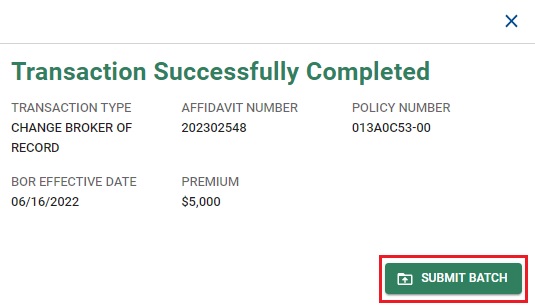 Transaction Successfully Completed
TRANSACTION TYPE
CHANGE BROKER OF
RECORD
AFFIDAVIT NUMBER
202302548
POLICY NUMBER
013A0C53-00
BOR EFFECTIVE DATE
06/16/2022
PREMIUM
$5,000
SUBMIT BATCH